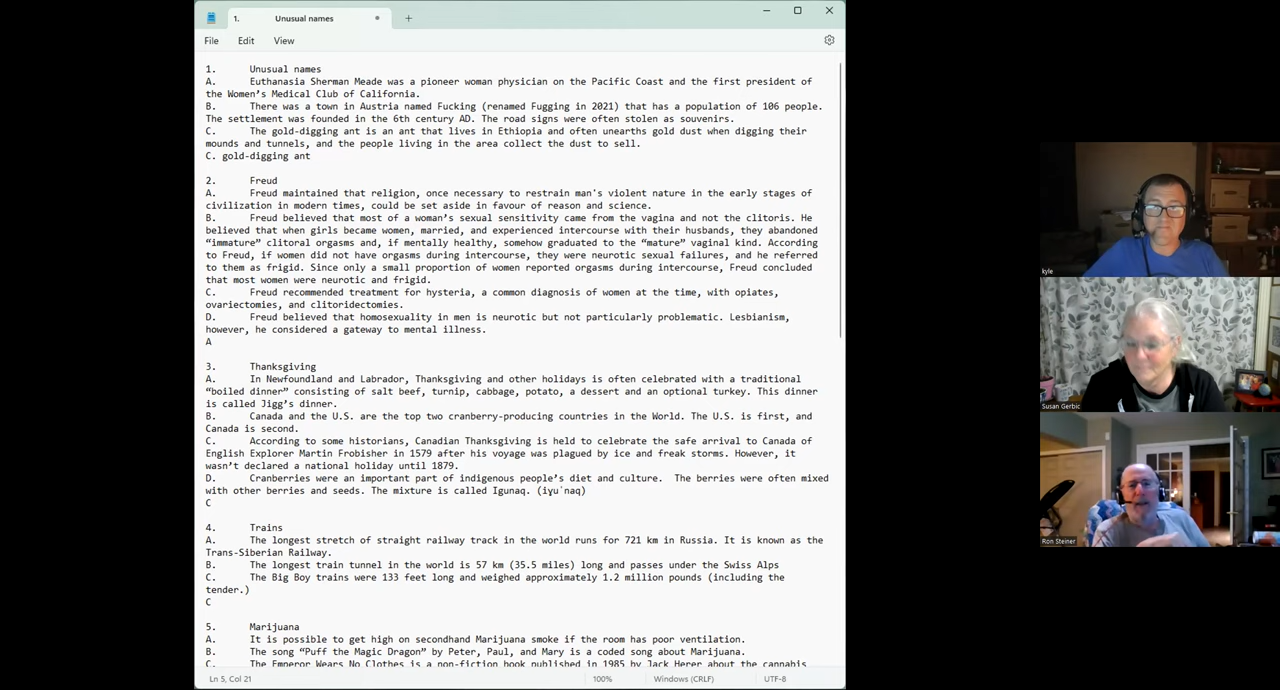 1.	Unusual names
File	Edit	View
1.	Unusual names
A.	Euthanasia Sherman Meade was a pioneer woman physician on the Pacific Coast and the first president of
the Women's Medical Club of California.
B.	There was a town in Austria named Fucking (renamed Fugging in 2021) that has a population of 106 people.
The settlement was founded in the 6th century AD. The road signs were often stolen as souvenirs.
C.	The gold-digging ant is an ant that lives in Ethiopia and often unearths gold dust when digging their
mounds and tunnels, and the people living in the area collect the dust to sell.
C. gold-digging ant
2.	Freud
A.	Freud maintained that religion, once necessary to restrain man's violent nature in the early stages of
civilization in modern times, could be set aside in favour of reason and science.
B.	Freud believed that most of a woman's sexual sensitivity came from the vagina and not the clitoris. He
believed that when girls became women, married, and experienced intercourse with their husbands, they abandoned
“immature” clitoral orgasms and, if mentally healthy, somehow graduated to the “mature” vaginal kind. According
to Freud, if women did not have orgasms during intercourse, they were neurotic sexual failures, and he referred
to them as frigid. Since only a small proportion of women reported orgasms during intercourse, Freud concluded
that most women were neurotic and frigid.
C.	Freud recommended treatment for hysteria, a common diagnosis of women at the time, with opiates,
ovariectomies, and clitoridectomies.
D.	Freud believed that homosexuality in men is neurotic but not particularly problematic. Lesbianism,
however, he considered a gateway to mental illness.
A
3.	Thanksgiving
A.	In Newfoundland and Labrador, Thanksgiving and other holidays is often celebrated with a traditional
“boiled dinner” consisting of salt beef, turnip, cabbage, potato, a dessert and an optional turkey. This dinner
is called Jigg's dinner.
B.	Canada and the U.S. are the top two cranberry-producing countries in the World. The U.S. is first, and
Canada is second.
C.	According to some historians, Canadian Thanksgiving is held to celebrate the safe arrival to Canada of
English Explorer Martin Frobisher in 1579 after his voyage was plagued by ice and freak storms. However, it
wasn't declared a national holiday until 1879.
D.	Cranberries were an important part of indigenous people's diet and culture.  The berries were often mixed
with other berries and seeds. The mixture is called Igunaq. (iɣuˈnaq)
C
4.	Trains
A.	The longest stretch of straight railway track in the world runs for 721 km in Russia. It is known as the
Trans-Siberian Railway.
B.	The longest train tunnel in the world is 57 km (35.5 miles) long and passes under the Swiss Alps
C.	The Big Boy trains were 133 feet long and weighed approximately 1.2 million pounds (including the
tender.)
C
5.	Marijuana
A.	It is possible to get high on secondhand Marijuana smoke if the room has poor ventilation.
B.	The song “Puff the Magic Dragon” by Peter, Paul, and Mary is a coded song about Marijuana.
C.	The Emperor Wears No Clothes is a non-fiction book published in 1985 by Jack Herer about the cannabis
Ln 5, Col 21	100%	Windows (CRLF)	UTF-8
kyle
Susan Gerbic
Ron Steiner